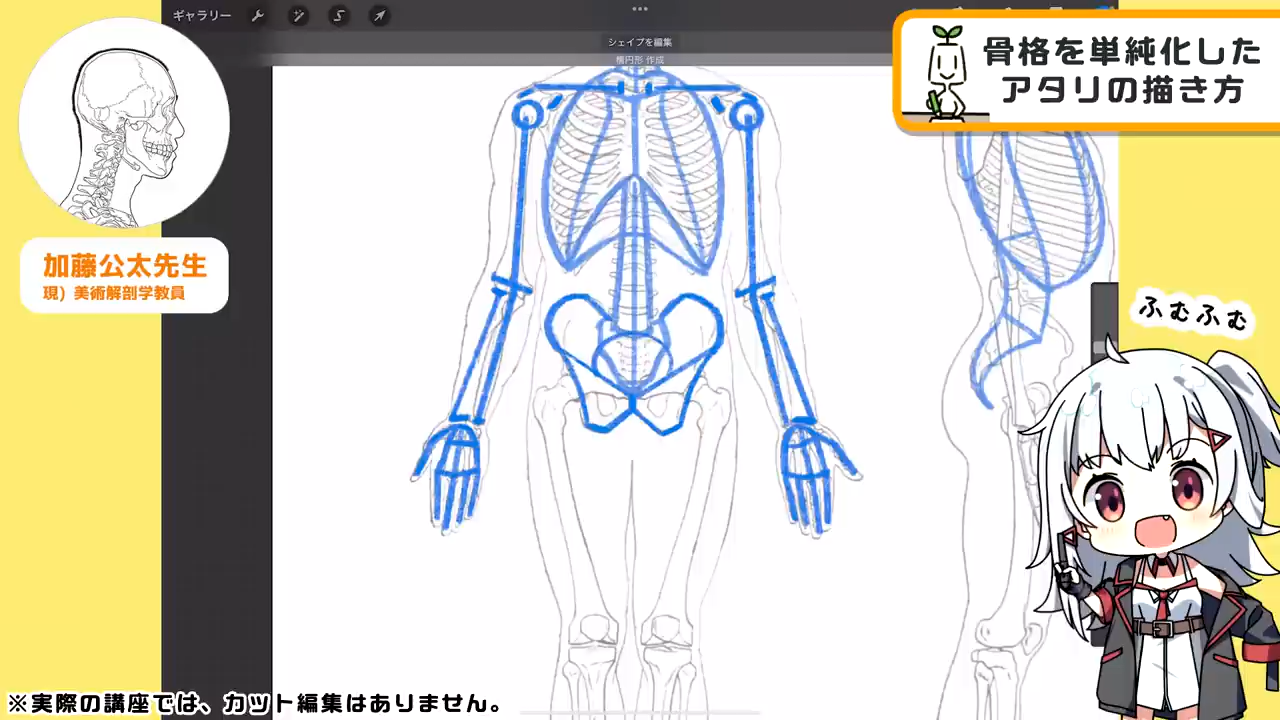 ギャラリー
シェイプを編集
楕円形 作成
骨格を単純化した
アタリの描き方
加藤公太先生
現) 美術解剖学教員
ふむふむ
※実際の講座では、カット編集はありません。